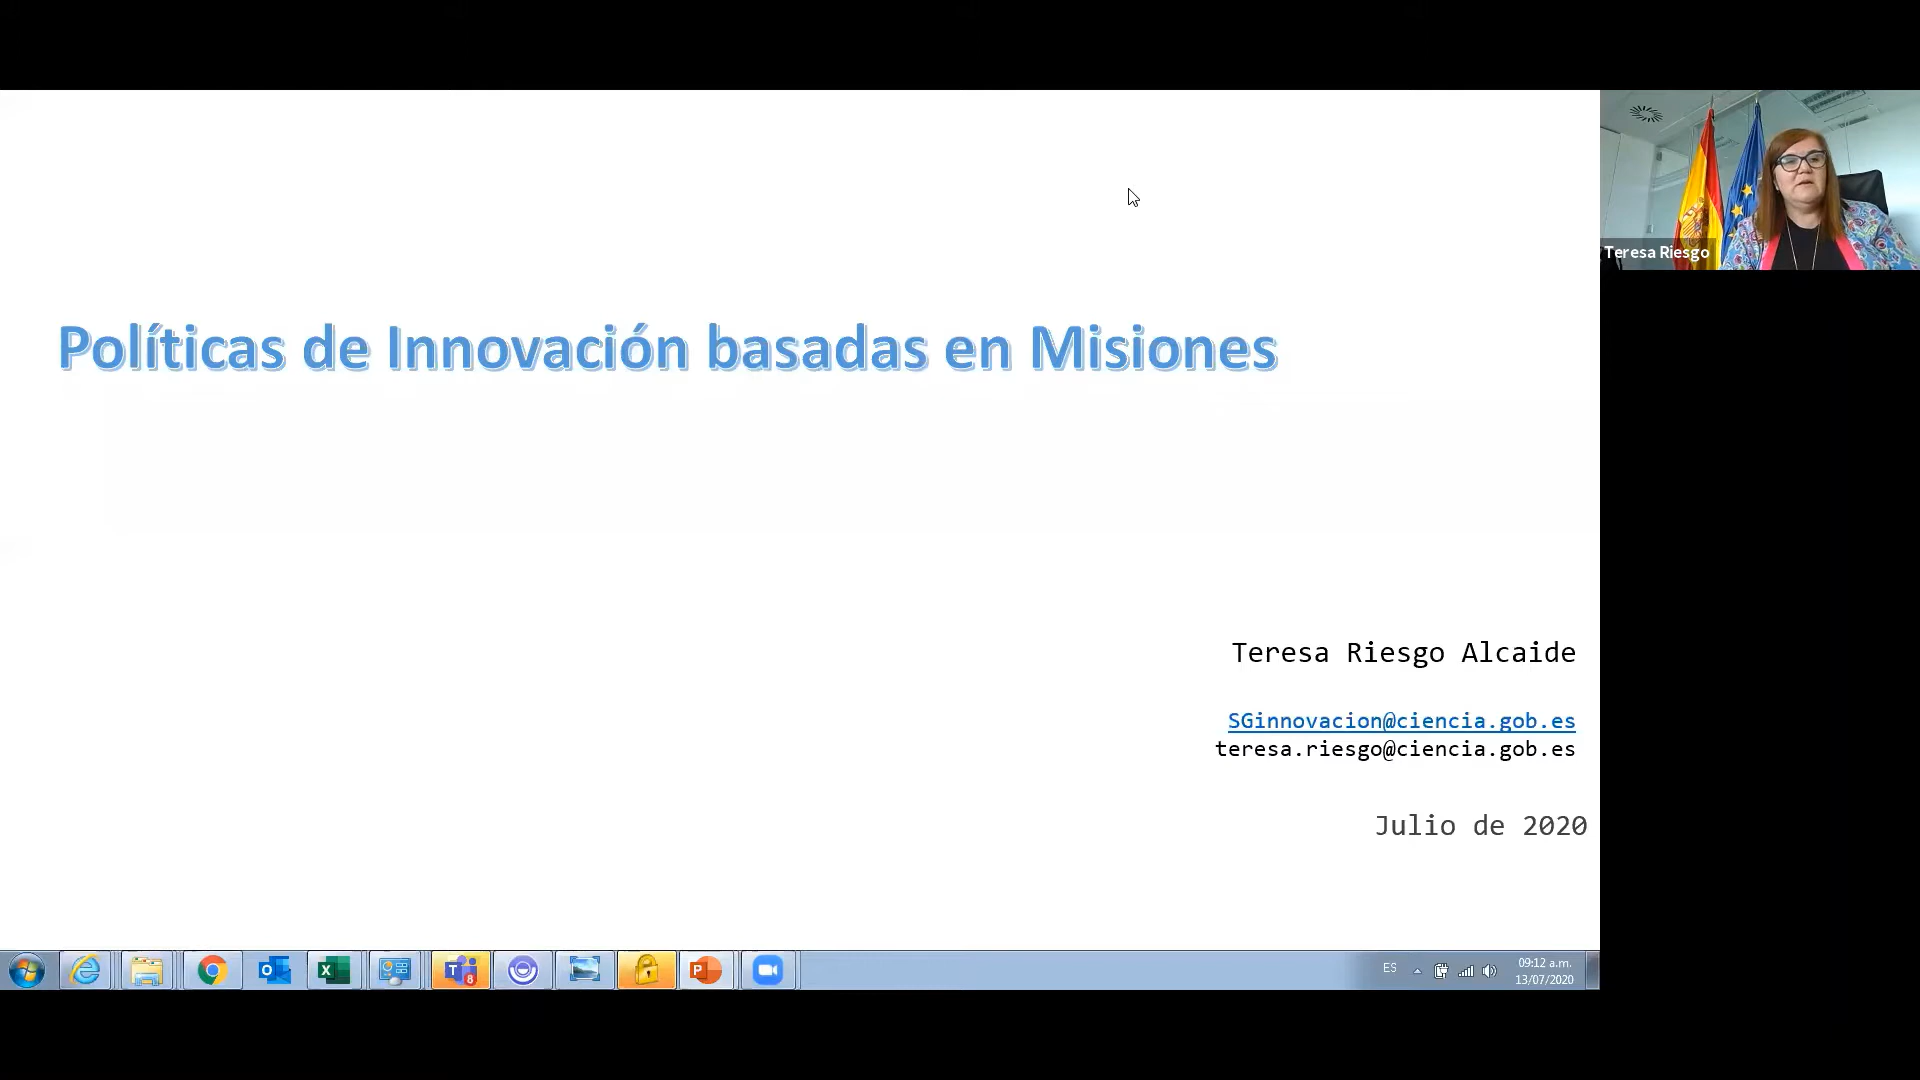 Teresa Riesgo
Políticas de Innovación basadas en Misiones
Teresa Riesgo Alcaide
SGinnovacion@ciencia.gob.es
teresa.riesgo@ciencia.gob.es
Julio de 2020
ES
09:12 a.m.
13/07/2020
8